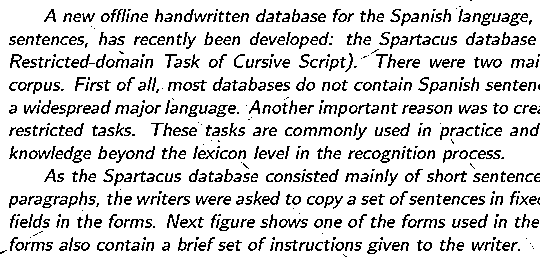 A new offline handwritten database for the Spanish language,
sentences, has recently been developed: the Spartacus database
Restricted-domain Task of Cursive Script). There were two mai
corpus. First of all, most databases do not contain Spanish senten
a widespread major language. Another important reason was to crea
restricted tasks. These tasks are commonly used in practice and
knowledge beyond the lexicon level in the recognition process.
As the Spartacus database consisted mainly of short sentence
paragraphs, the writers were asked to copy a set of sentences in fixe
fields in the forms. Next figure shows one of the forms used in the
forms also contain a brief set of instructions given to the writer.